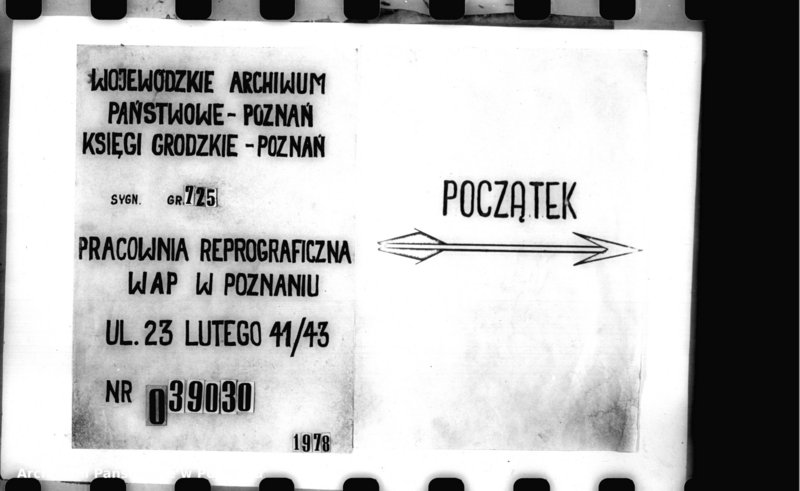 WOJEWÓDZKIE ARCHIWUM
PAŃSTWOWE - POZNAŃ
KSIĘGI GRODZKIE - POZNAŃ
SYGN. GR. 725
PRACOWNIA REPROGRAFICZNA
WAP W POZNANIU
UL. 23 LUTEGO 41/43
NR 039030
1978
POCZĄTEK